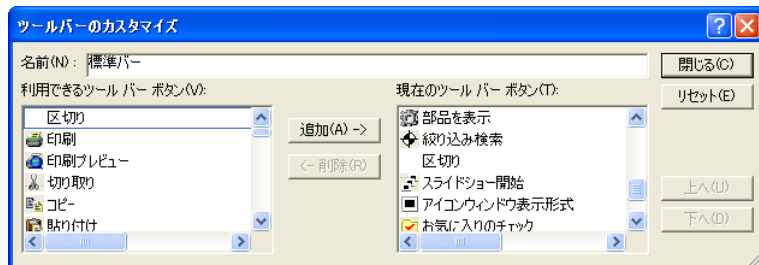 ツールバーのカスタマイズ
名前(N): 標準バー
利用できるツール バー ボタン(V):
区切り
印刷
印刷プレビュー
切り取り
コピー
貼り付け
追加(A) ->
<- 削除(R)
現在のツール バー ボタン(T):
部品を表示
絞り込み検索
区切り
スライドショー開始
アイコンウィンドウ表示形式
お気に入りのチェック
閉じる(C)
リセット(E)
上へ(U)
下へ(D)